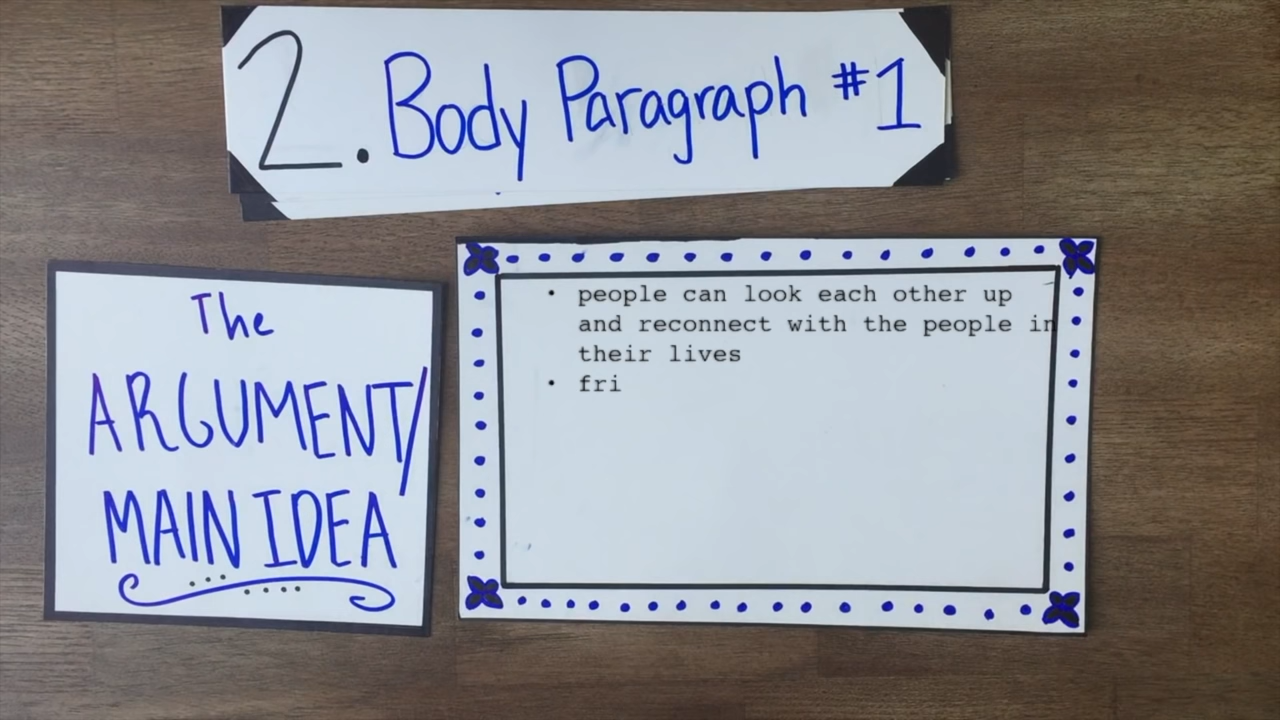 2. Body Paragraph #1
The
ARGUMENT/
MAIN IDEA
• people can look each other up
and reconnect with the people in
their lives
• fri